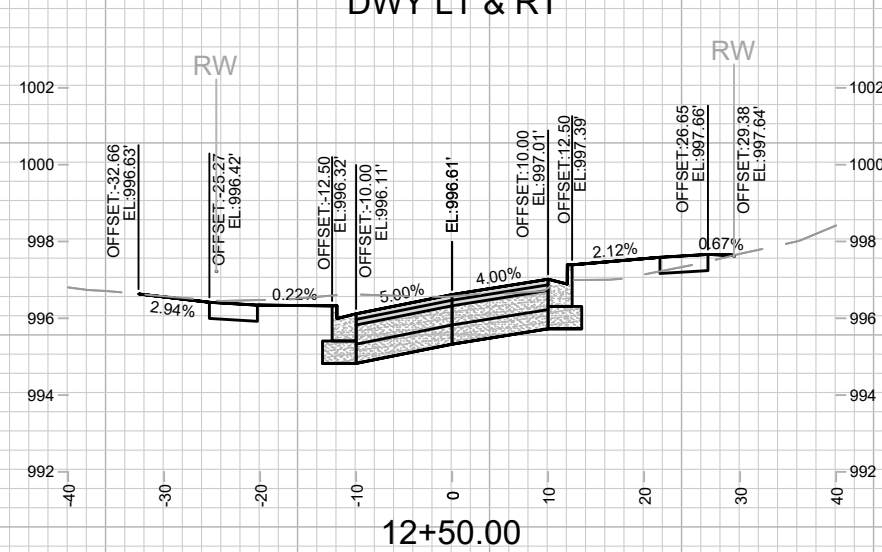 DWY LT & RT
RW
RW
1002
1002
1000
1000
998
998
996
996
994
994
992
992
OFFSET:-32.66
EL:996.63'
OFFSET:-25.27
EL:996.42'
OFFSET:-12.50
EL:996.32'
OFFSET:-10.00
EL:996.11'
EL:996.61'
OFFSET:10.00
EL:997.01'
OFFSET:12.50
EL:997.39'
OFFSET:26.65
EL:997.66'
OFFSET:29.38
EL:997.64'
2.94%
0.22%
5.00%
4.00%
2.12%
0.67%
-40
-30
-20
-10
0
10
20
30
40
12+50.00